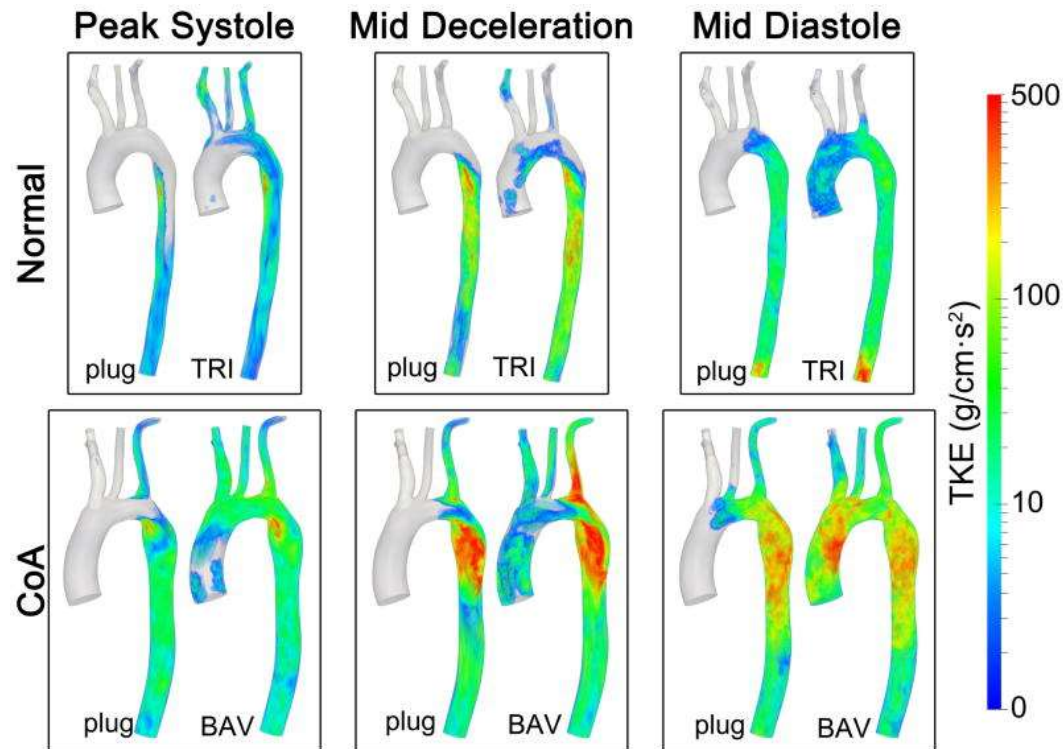 Peak Systole
Mid Deceleration
Mid Diastole
Normal
plug
TRI
plug
TRI
plug
TRI
CoA
plug
BAV
plug
BAV
plug
BAV
500
100
10
0
TKE (g/cm·s²)